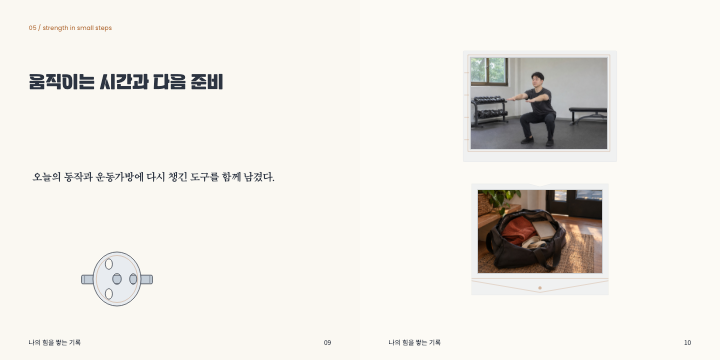 05 / strength in small steps
움직이는 시간과 다음 준비
오늘의 동작과 운동가방에 다시 챙긴 도구를 함께 남겼다.
나의 힘을 쌓는 기록
09
나의 힘을 쌓는 기록
10